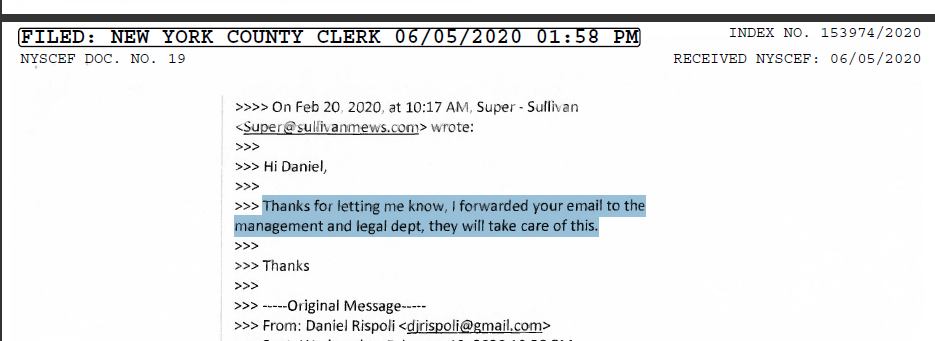 FILED: NEW YORK COUNTY CLERK 06/05/2020 01:58 PM
INDEX NO. 153974/2020
NYSCEF DOC. NO. 19
RECEIVED NYSCEF: 06/05/2020
>>>> On Feb 20, 2020, at 10:17 AM, Super - Sullivan
<Super@sullivanmews.com> wrote:
>>>
>>> Hi Daniel,
>>>
>>> Thanks for letting me know, I forwarded your email to the
management and legal dept, they will take care of this.
>>>
>>> Thanks
>>>
>>> -----Original Message-----
>>> From: Daniel Rispoli <djrispoli@gmail.com>